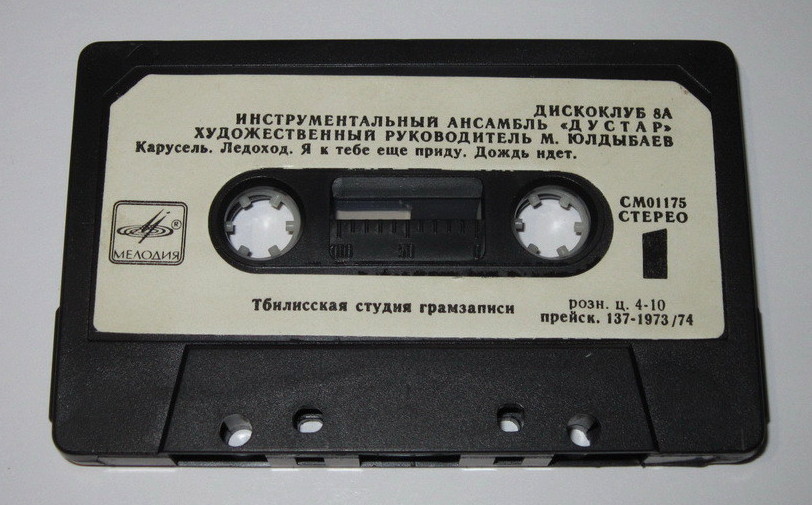 ДИСКОКЛУБ 8А
ИНСТРУМЕНТАЛЬНЫЙ АНСАМБЛЬ «ДУСТАР»
ХУДОЖЕСТВЕННЫЙ РУКОВОДИТЕЛЬ М. ЮЛДЫБАЕВ
Карусель. Ледоход. Я к тебе еще приду. Дождь идет.
СМ01175
СТЕРЕО
®
МЕЛОДИЯ
1
Тбилисская студия грамзаписи
розн. ц. 4-10
прейск. 137-1973/74